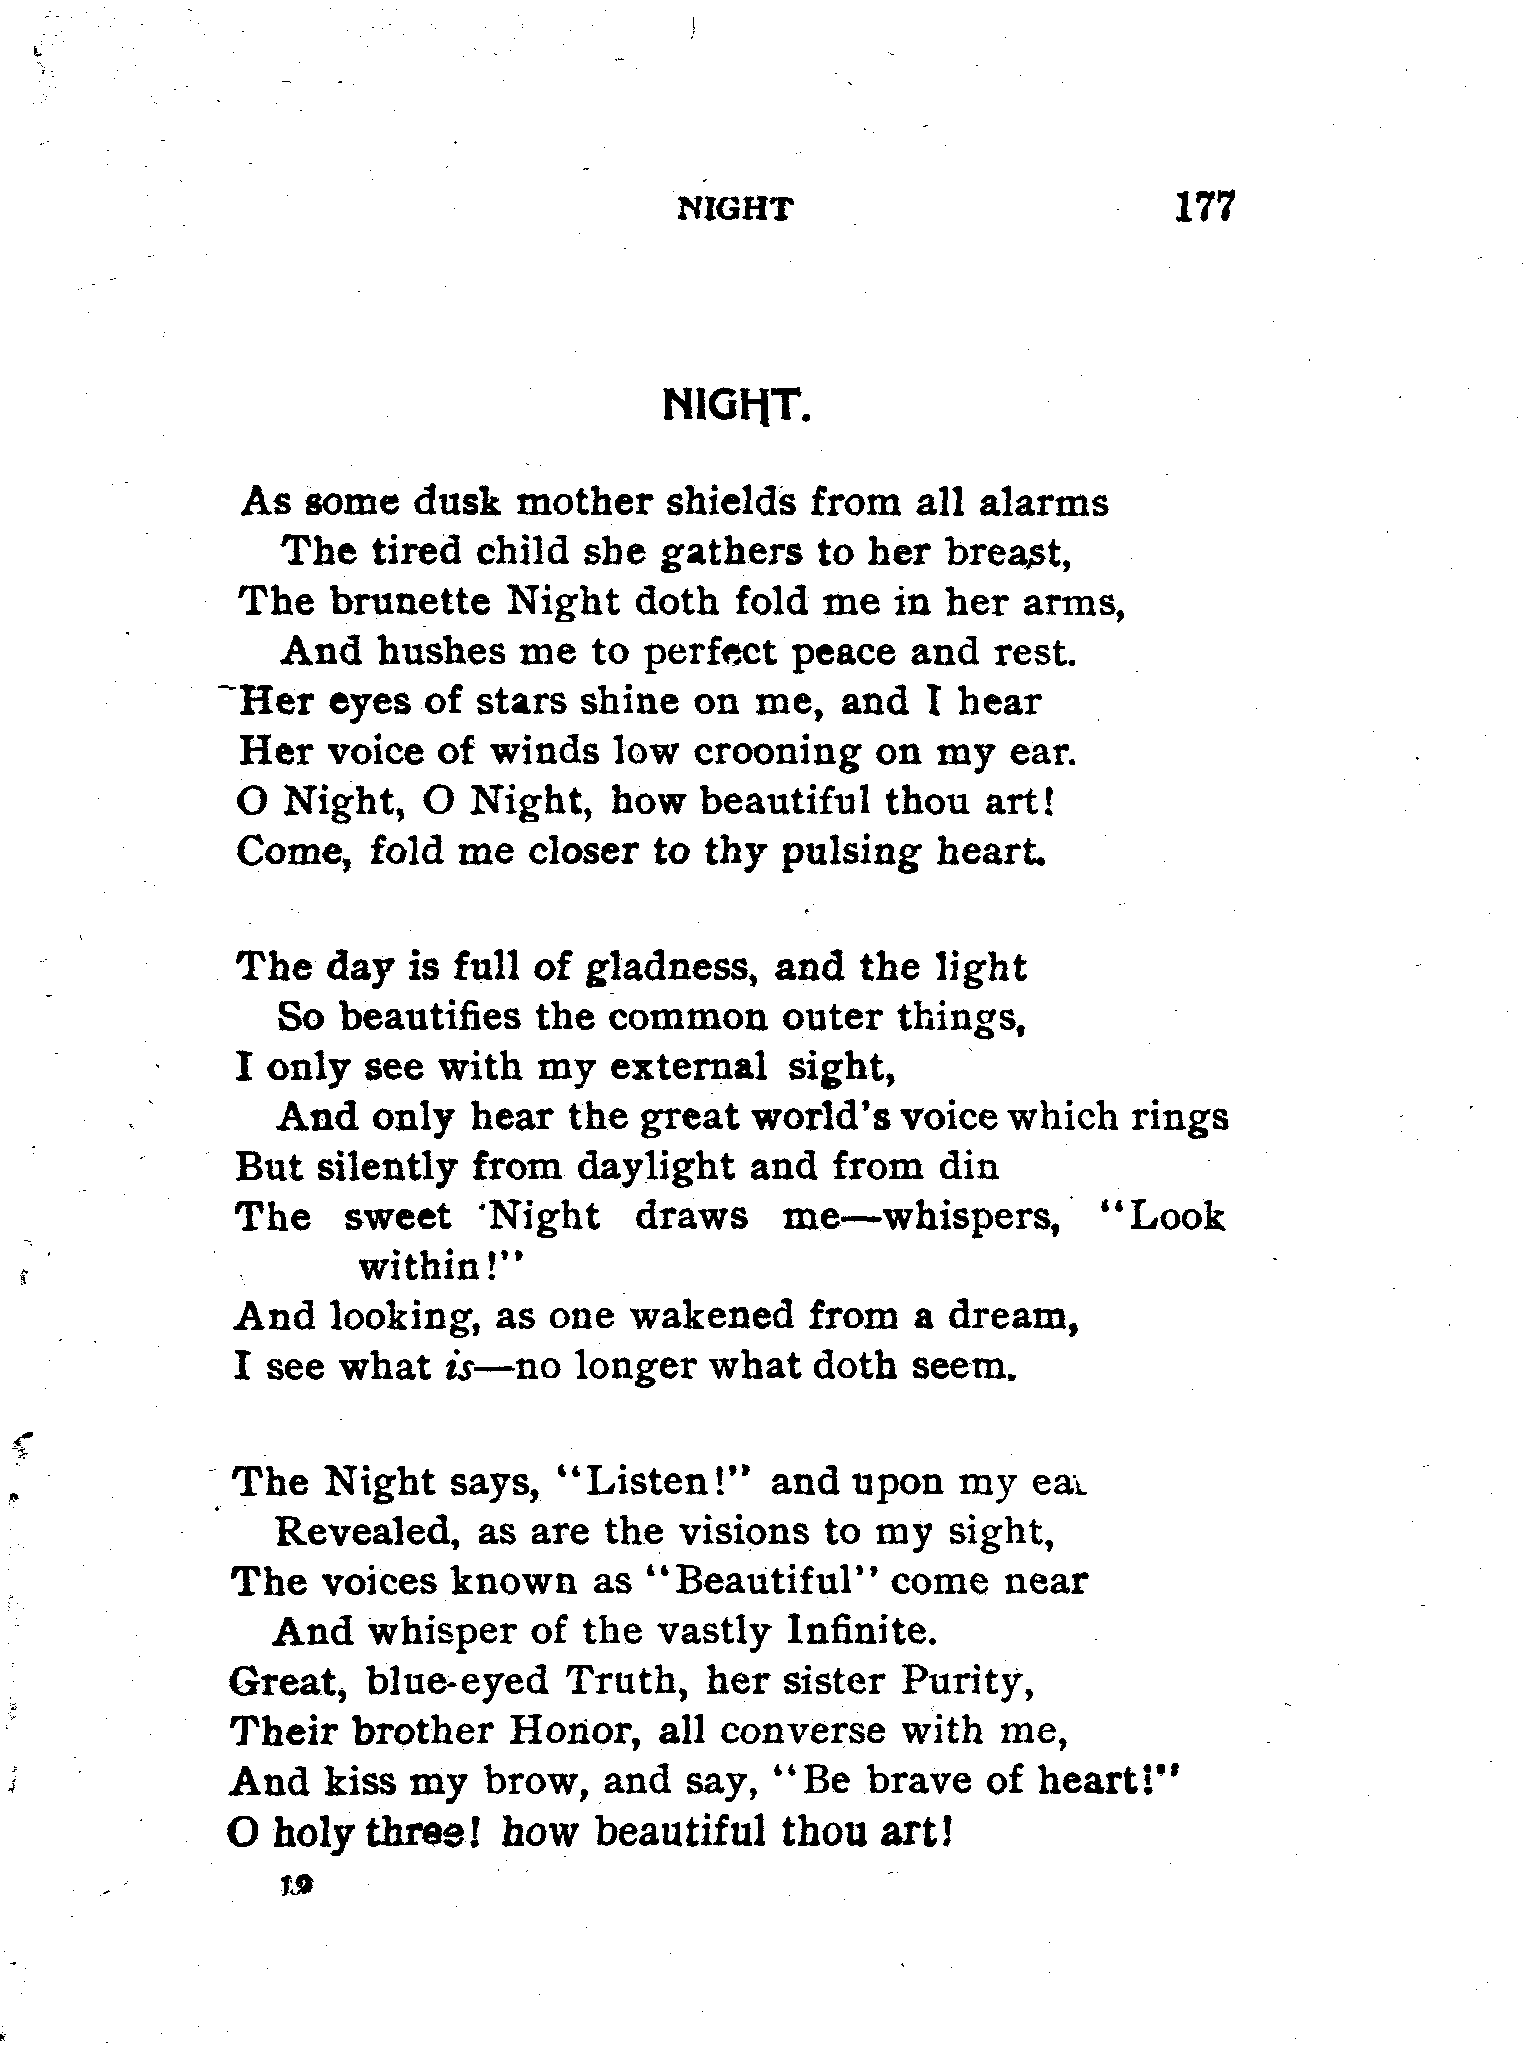 NIGHT 177
NIGHT.
As some dusk mother shields from all alarms
The tired child she gathers to her breast,
The brunette Night doth fold me in her arms,
And hushes me to perfect peace and rest.
Her eyes of stars shine on me, and I hear
Her voice of winds low crooning on my ear.
O Night, O Night, how beautiful thou art!
Come, fold me closer to thy pulsing heart.
The day is full of gladness, and the light
So beautifies the common outer things,
I only see with my external sight,
And only hear the great world's voice which rings
But silently from daylight and from din
The sweet Night draws me—whispers, "Look
within!"
And looking, as one wakened from a dream,
I see what is—no longer what doth seem.
The Night says, "Listen!" and upon my ear
Revealed, as are the visions to my sight,
The voices known as "Beautiful" come near
And whisper of the vastly Infinite.
Great, blue-eyed Truth, her sister Purity,
Their brother Honor, all converse with me,
And kiss my brow, and say, "Be brave of heart!"
O holy three! how beautiful thou art!